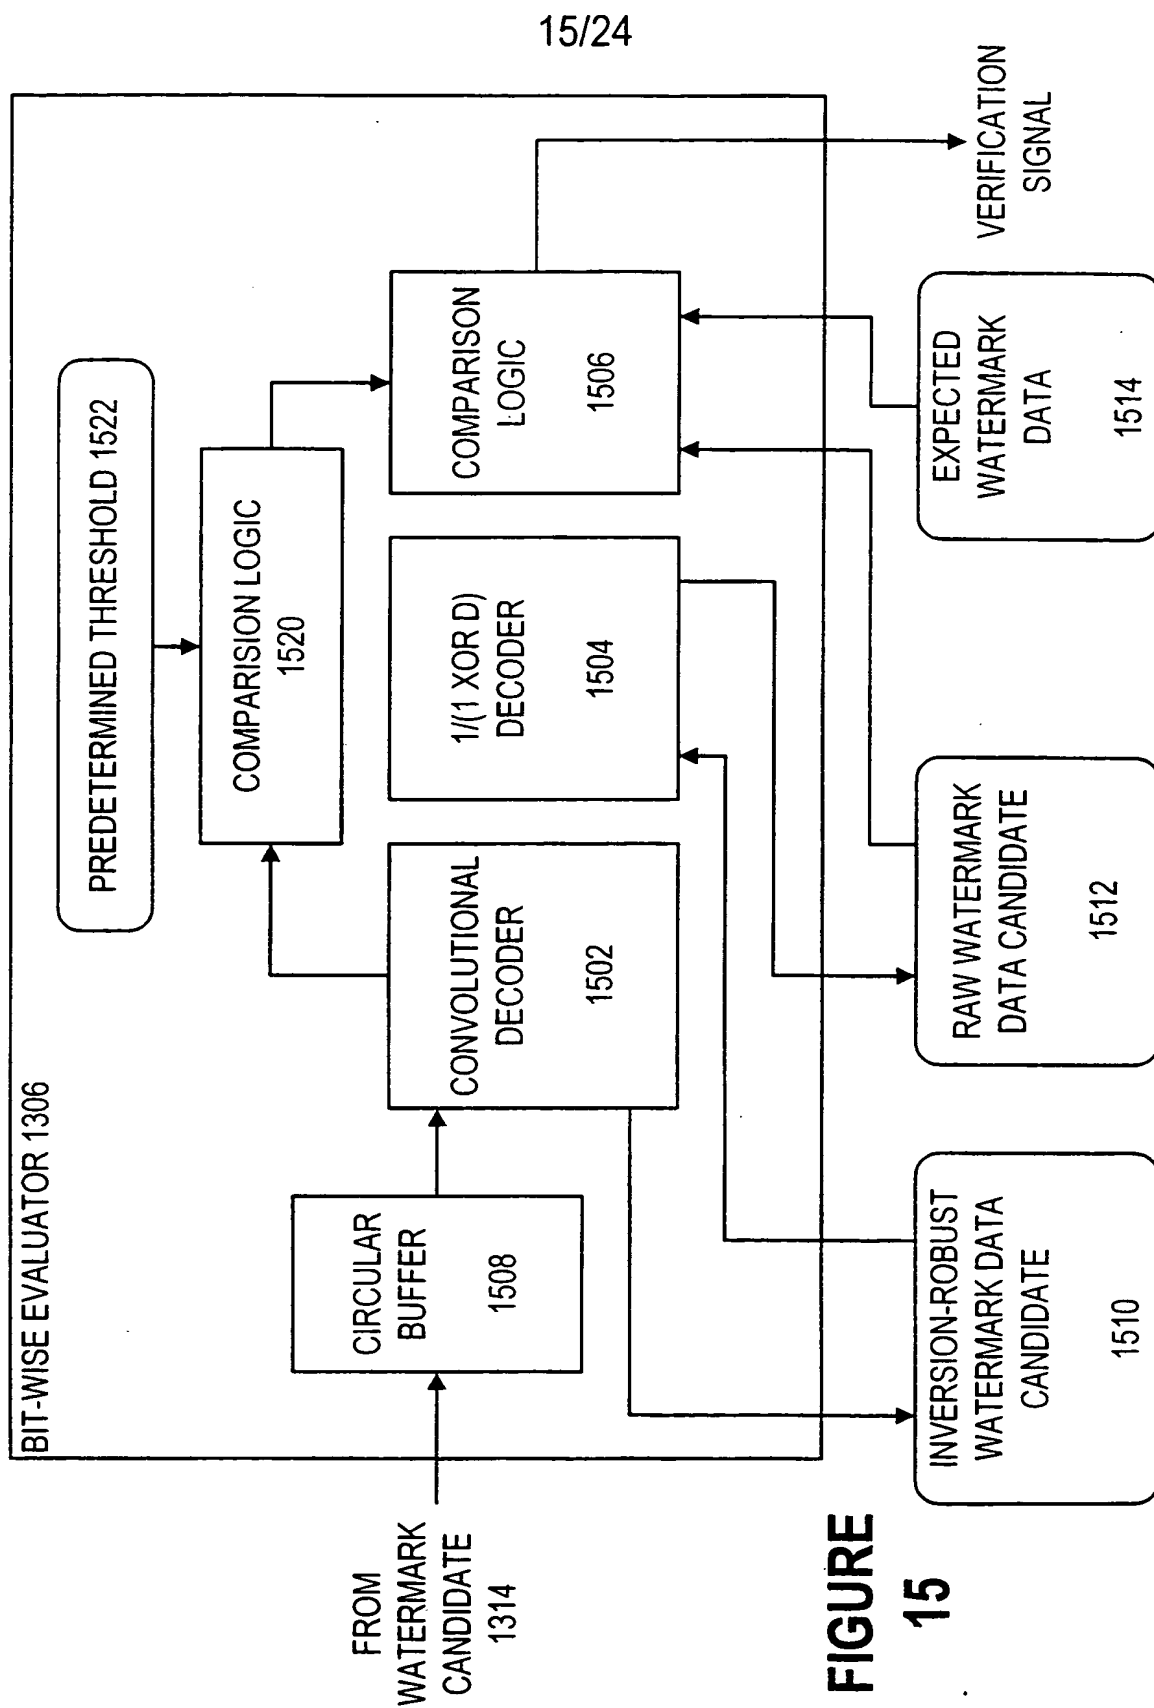 15/24
BIT-WISE EVALUATOR 1306
PREDETERMINED THRESHOLD 1522
COMPARISION LOGIC
1520
FROM
WATERMARK
CANDIDATE
1314
CIRCULAR
BUFFER
1508
CONVOLUTIONAL
DECODER
1502
1/(1 XOR D)
DECODER
1504
COMPARISON
LOGIC
1506
INVERSION-ROBUST
WATERMARK DATA
CANDIDATE
1510
RAW WATERMARK
DATA CANDIDATE
1512
EXPECTED
WATERMARK
DATA
1514
VERIFICATION
SIGNAL
FIGURE
15